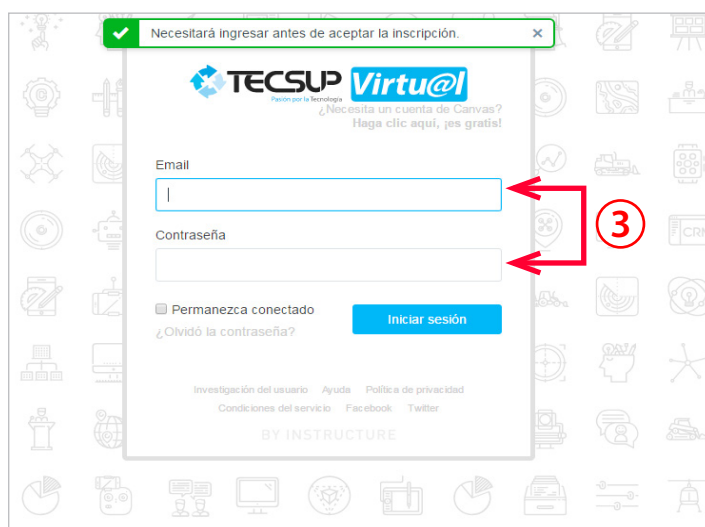 Necesitará ingresar antes de aceptar la inscripción. ×
TECSUP Virtu@l
Pasión por la Tecnología
¿Necesita un cuenta de Canvas?
Haga clic aquí, ¡es gratis!
Email
Contraseña
3
Permanezca conectado
Iniciar sesión
¿Olvidó la contraseña?
Investigación del usuario Ayuda Política de privacidad
Condiciones del servicio Facebook Twitter
BY INSTRUCTURE
CRM